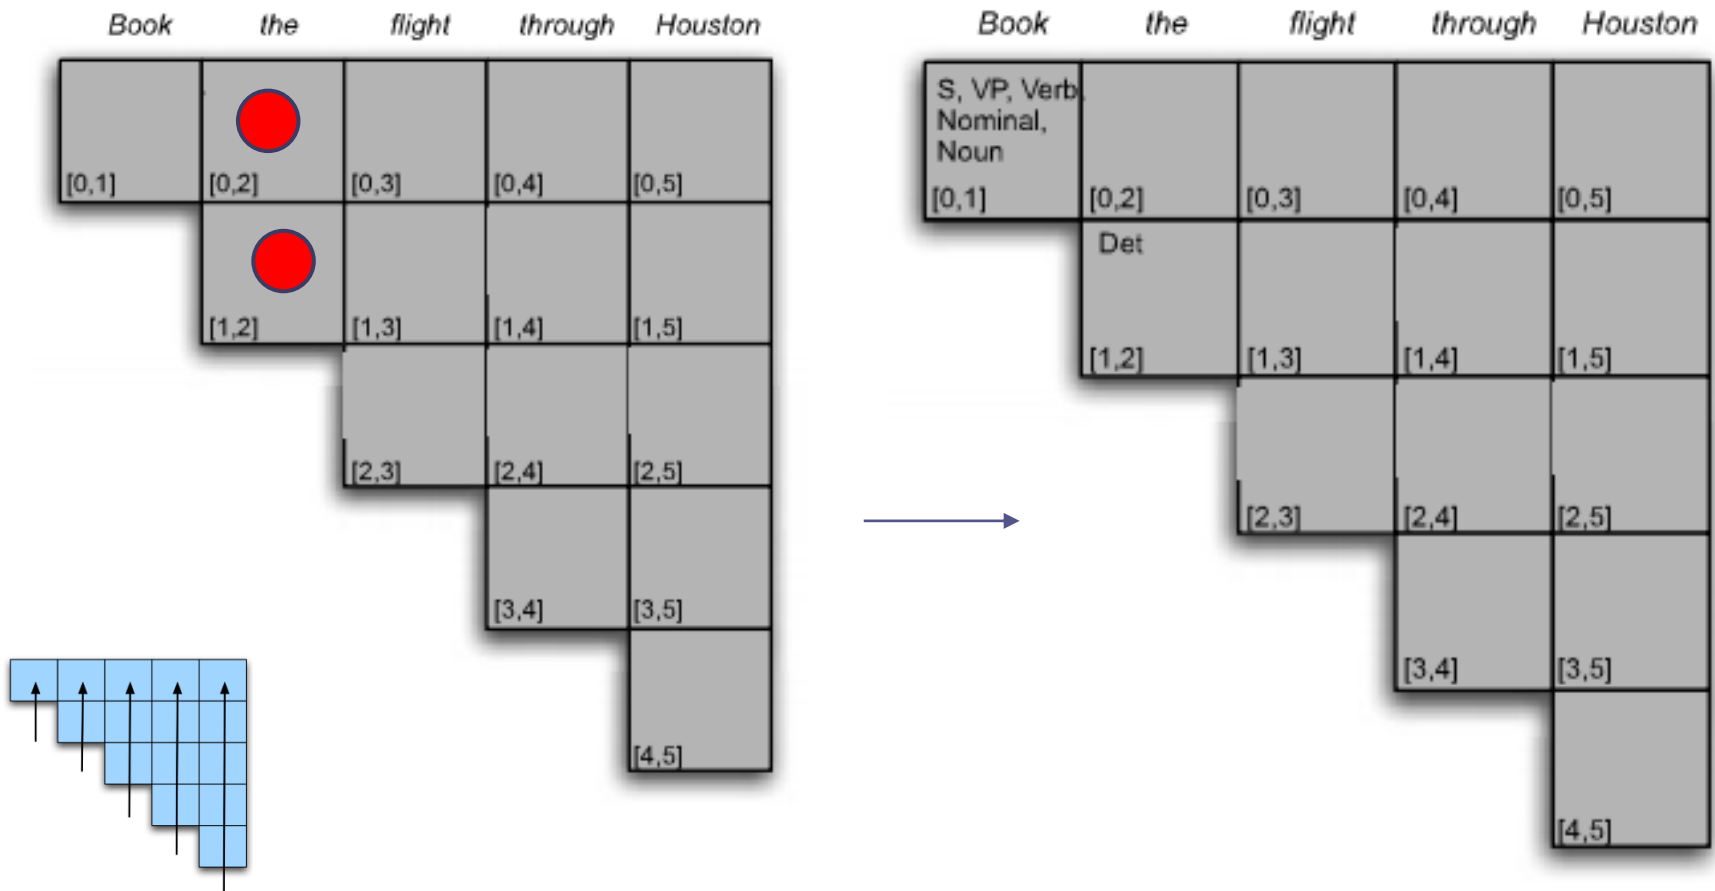 Book the flight through Houston
[0,1] [0,2] [0,3] [0,4] [0,5]
[1,2] [1,3] [1,4] [1,5]
[2,3] [2,4] [2,5]
[3,4] [3,5]
[4,5]
Book the flight through Houston
S, VP, Verb,
Nominal,
Noun
[0,1] [0,2] [0,3] [0,4] [0,5]
Det
[1,2] [1,3] [1,4] [1,5]
[2,3] [2,4] [2,5]
[3,4] [3,5]
[4,5]